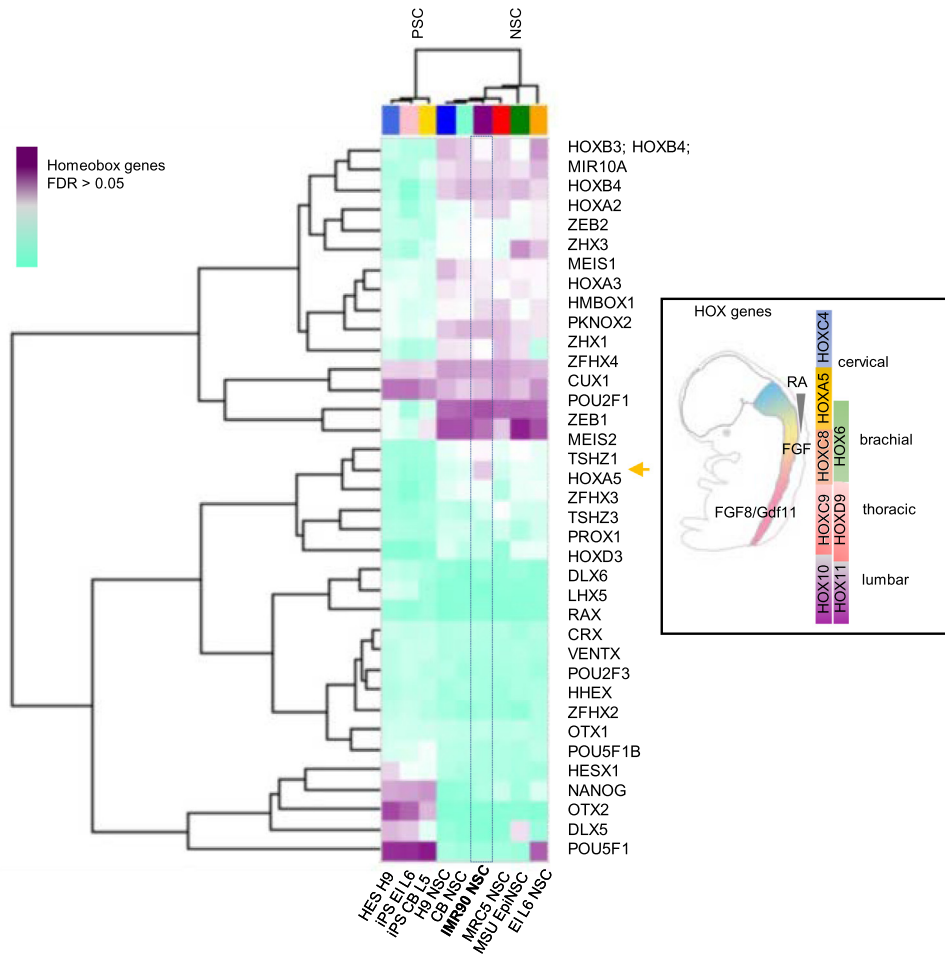 PSC
NSC
Homeobox genes
FDR > 0.05
HOXB3; HOXB4;
MIR10A
HOXB4
HOXA2
ZEB2
ZHX3
MEIS1
HOXA3
HMBOX1
PKNOX2
ZHX1
ZFHX4
CUX1
POU2F1
ZEB1
MEIS2
TSHZ1
HOXA5
ZFHX3
TSHZ3
PROX1
HOXD3
DLX6
LHX5
RAX
CRX
VENTX
POU2F3
HHEX
ZFHX2
OTX1
POU5F1B
HESX1
NANOG
OTX2
DLX5
POU5F1
HES H9
iPS EI L6
iPS CB L5
H9 NSC
CB NSC
IMR90 NSC
MRC5 NSC
MSU EpiNSC
EI L6 NSC
HOX genes
RA
FGF
FGF8/Gdf11
HOXC4
HOXA5
HOXC8
HOX6
HOXC9
HOXD9
HOX10
HOX11
cervical
brachial
thoracic
lumbar